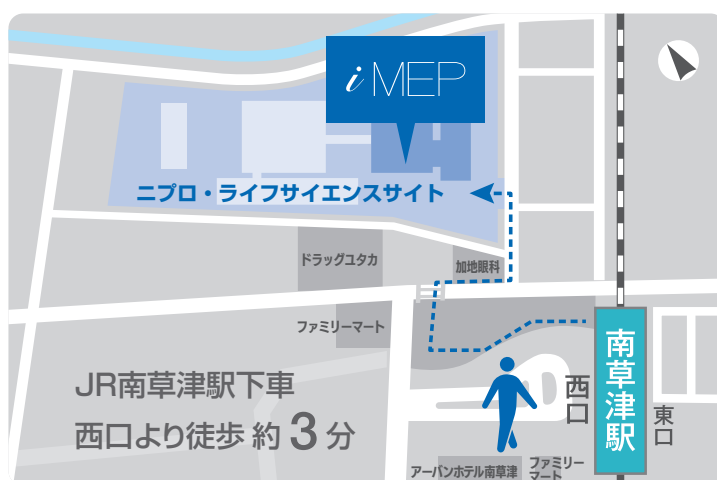 i MEP
ニプロ・ライフサイエンスサイト
ドラッグユタカ
加地眼科
ファミリーマート
JR南草津駅下車
西口より徒歩 約 3 分
西口
南草津駅
東口
アーバンホテル南草津
ファミリー
マート